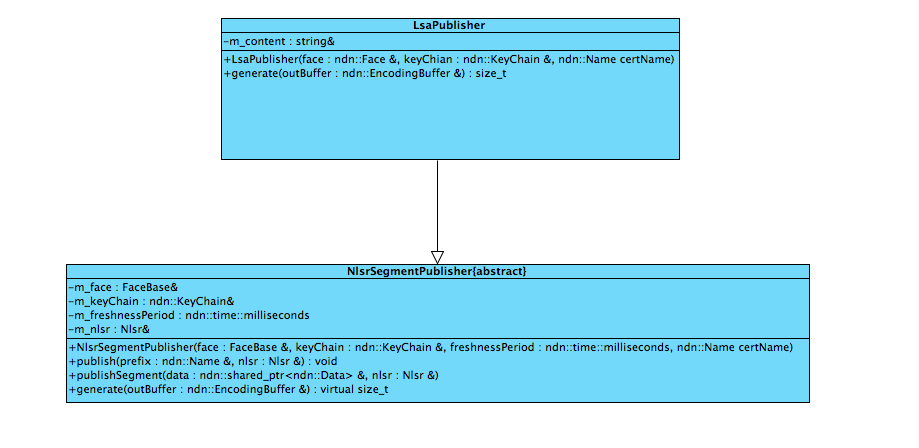 LsaPublisher
-m_content : string&
+LsaPublisher(face : ndn::Face &, keyChian : ndn::KeyChain &, ndn::Name certName)
+generate(outBuffer : ndn::EncodingBuffer &) : size_t
NlsrSegmentPublisher{abstract}
-m_face : FaceBase&
-m_keyChain : ndn::KeyChain&
-m_freshnessPeriod : ndn::time::milliseconds
-m_nlsr : Nlsr&
+NlsrSegmentPublisher(face : FaceBase &, keyChain : ndn::KeyChain &, freshnessPeriod : ndn::time::milliseconds, ndn::Name certName)
+publish(prefix : ndn::Name &, nlsr : Nlsr &) : void
+publishSegment(data : ndn::shared_ptr<ndn::Data> &, nlsr : Nlsr &)
+generate(outBuffer : ndn::EncodingBuffer &) : virtual size_t